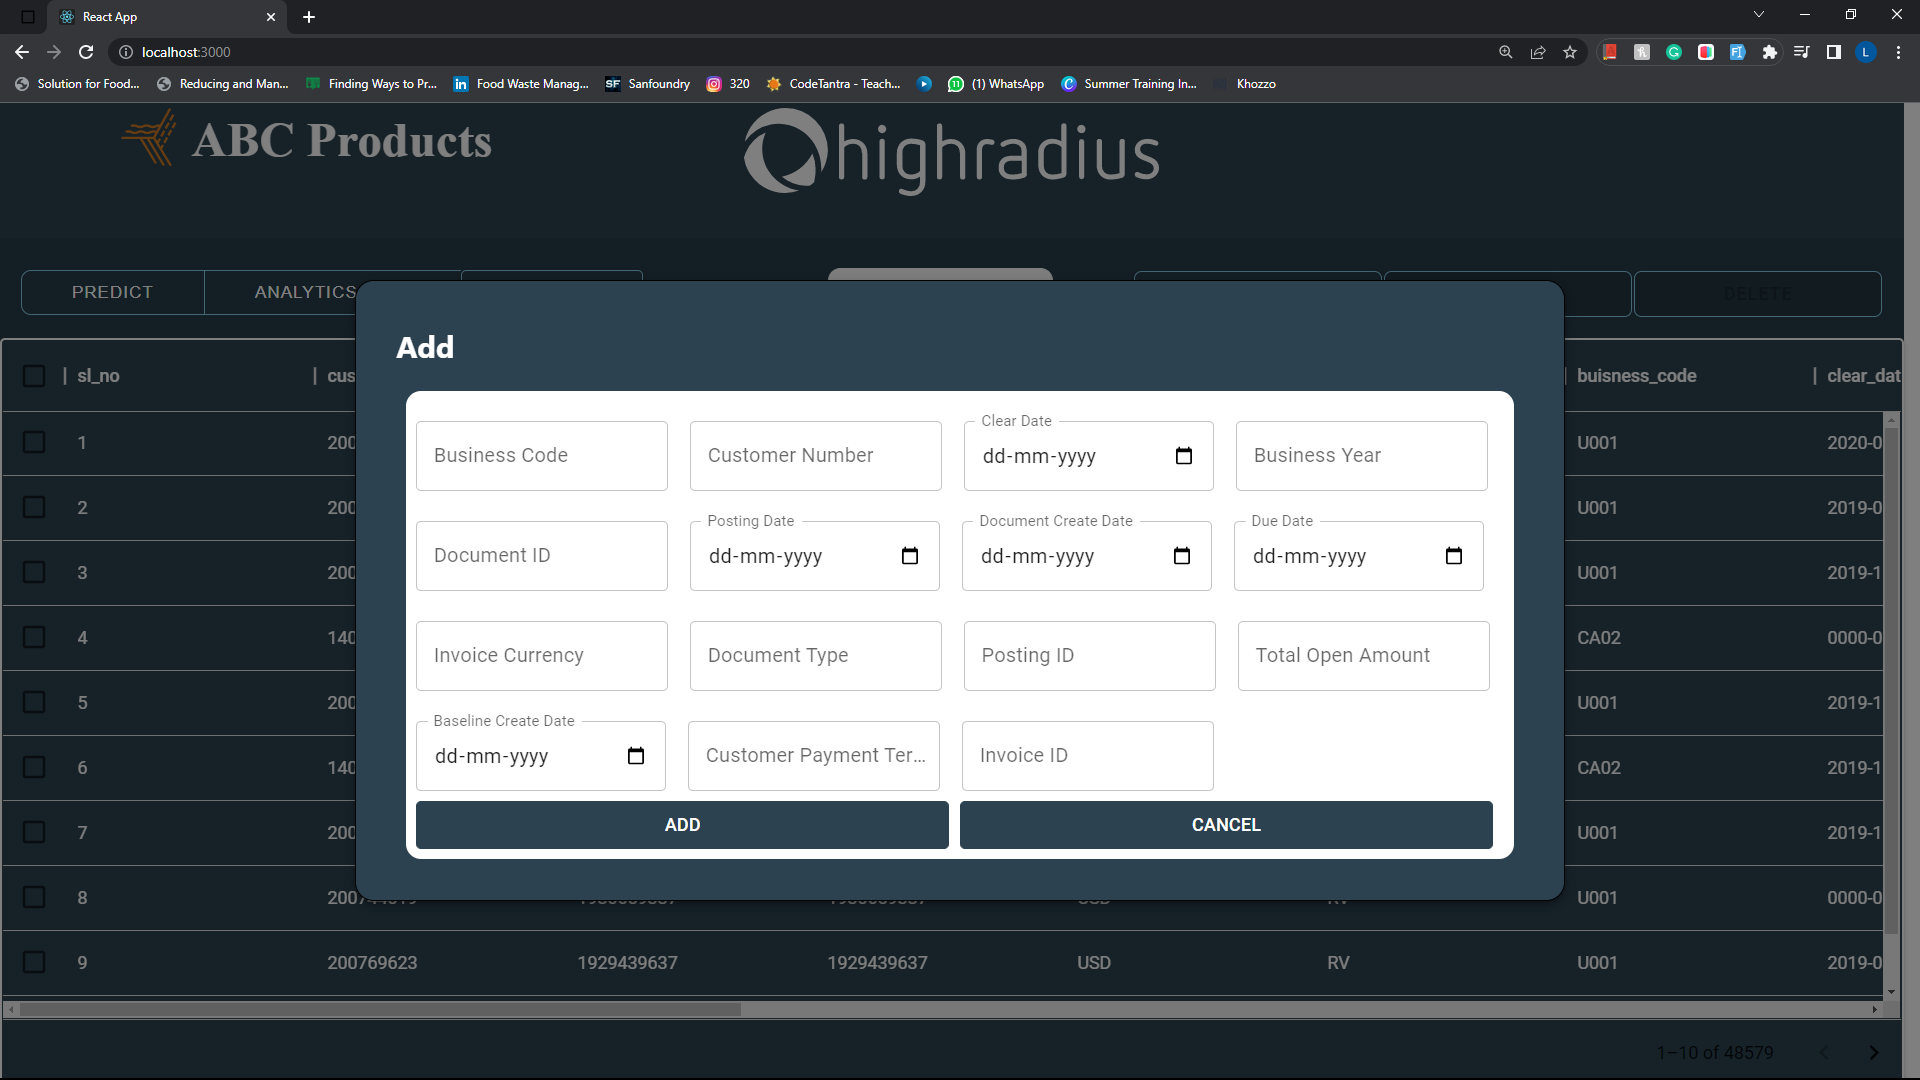 React App
localhost:3000
L
Solution for Food...
Reducing and Man...
Finding Ways to Pr...
in
Food Waste Manag...
SF
Sanfoundry
320
CodeTantra - Teach...
11
(1) WhatsApp
Summer Training In...
Khozzo
ABC Products
highradius
PREDICT
ANALYTICS
DELETE
Add
| sl_no
| cus
buisness_code
| clear_dat
Business Code
Customer Number
Clear Date
dd-mm-yyyy
Business Year
Document ID
Posting Date
dd-mm-yyyy
Document Create Date
dd-mm-yyyy
Due Date
dd-mm-yyyy
Invoice Currency
Document Type
Posting ID
Total Open Amount
Baseline Create Date
dd-mm-yyyy
Customer Payment Ter...
Invoice ID
ADD
CANCEL
1 200 U001 2020-0
2 200 U001 2019-0
3 200 U001 2019-1
4 140 CA02 0000-0
5 200 U001 2019-1
6 140 CA02 2019-1
7 200 U001 2019-1
8 U001 0000-0
9 200769623 1929439637 1929439637 USD RV U001 2019-0
1–10 of 48579